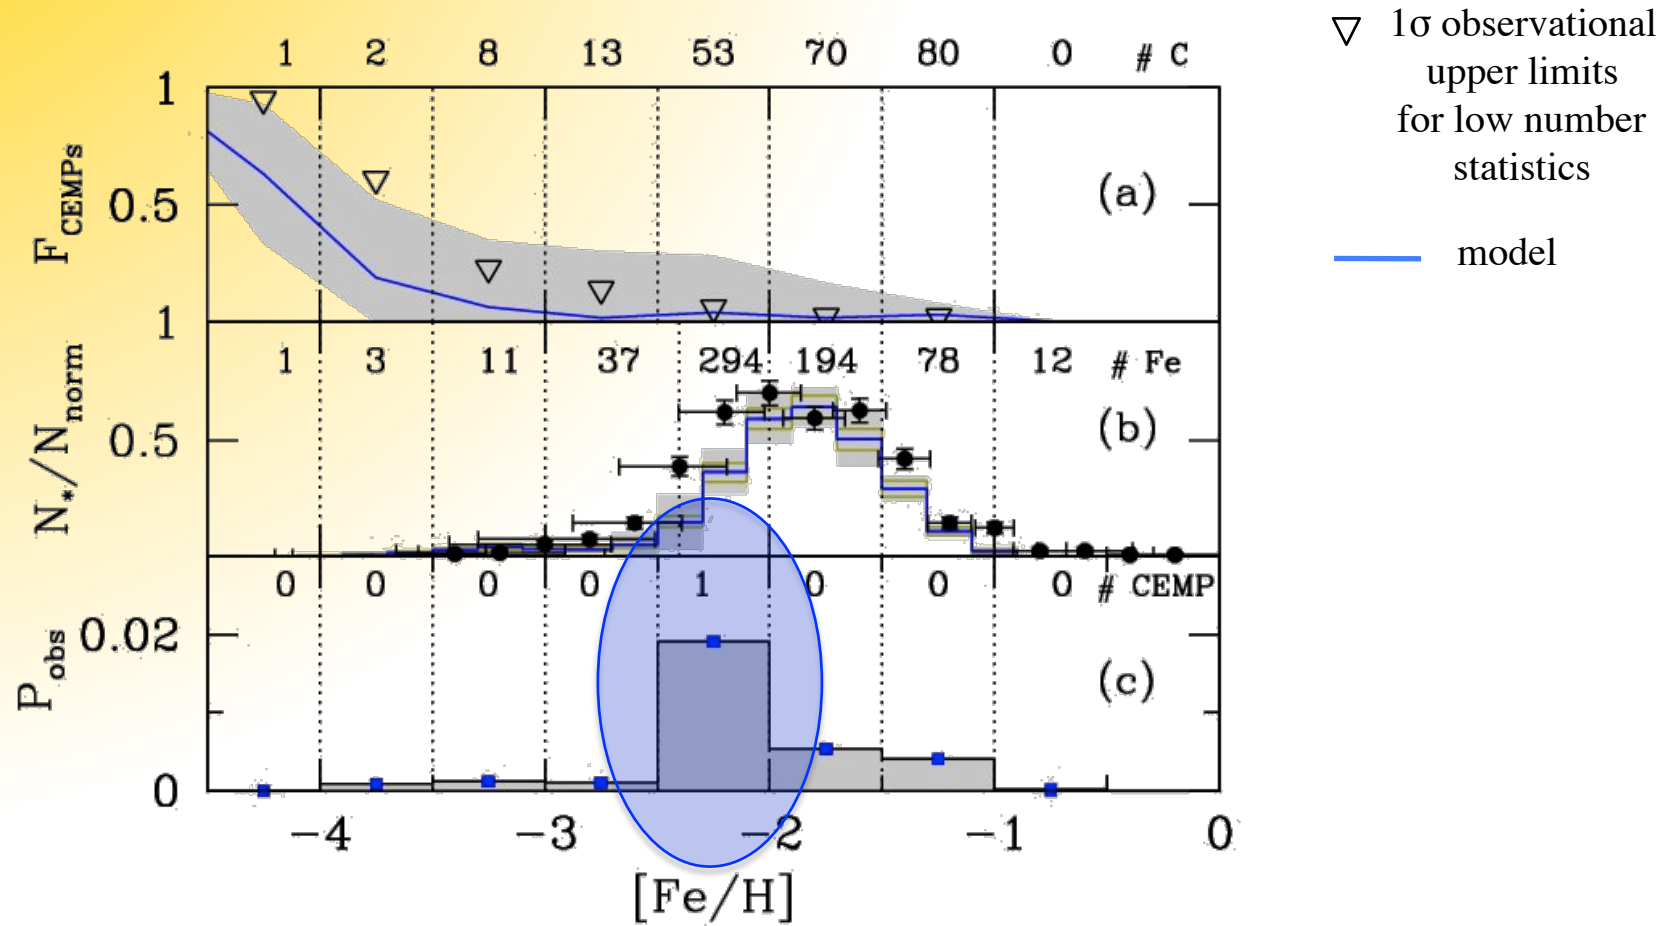 1 2 8 13 53 70 80 0 # C
▽ 1σ observational
upper limits
for low number
statistics
model
1
0.5
F_CEMPs
(a)
1 3 11 37 294 194 78 12 # Fe
1
0.5
N_*/N_norm
(b)
0 0 0 0 1 0 0 0 # CEMP
0.02
0
P_obs
(c)
−4 −3 −2 −1 0
[Fe/H]